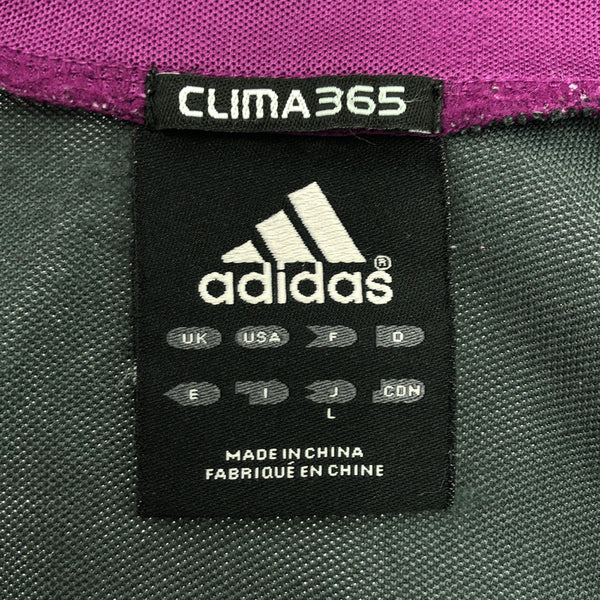 CLIMA365
adidas®
UK USA F D
E I J CDN
L
MADE IN CHINA
FABRIQUÉ EN CHINE